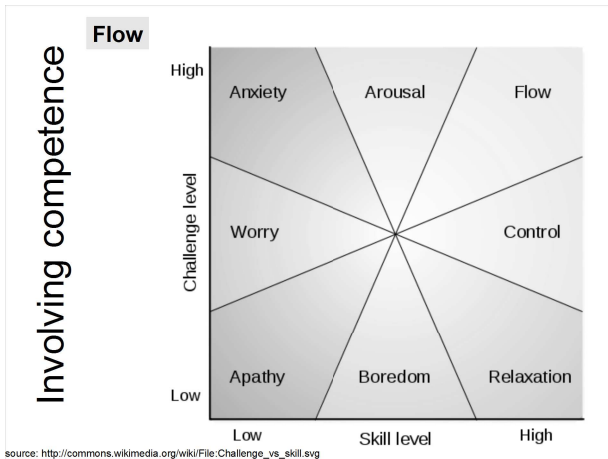 Flow
Involving competence
High
Challenge level
Low
Anxiety
Arousal
Flow
Worry
Control
Apathy
Boredom
Relaxation
Low
Skill level
High
source: http://commons.wikimedia.org/wiki/File:Challenge_vs_skill.svg